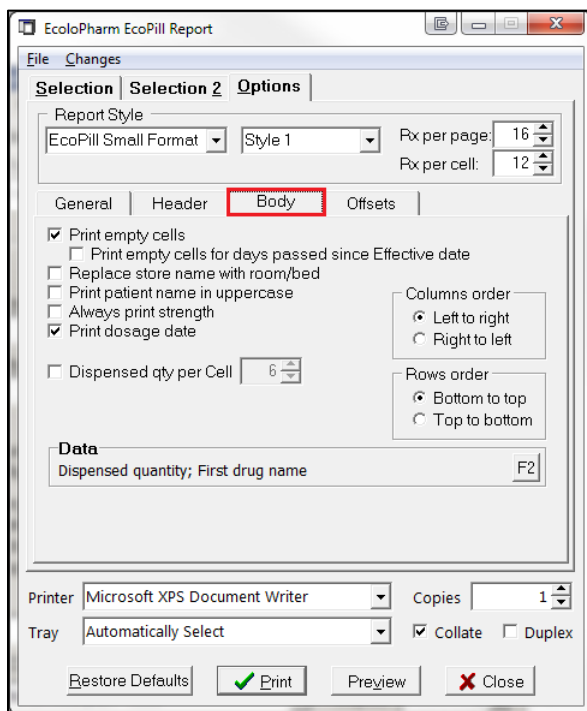 EcoloPharm EcoPill Report
File Changes
Selection Selection 2 Options
Report Style
EcoPill Small Format Style 1 Rx per page: 16
Rx per cell: 12
General Header Body Offsets
Print empty cells
Print empty cells for days passed since Effective date
Replace store name with room/bed
Print patient name in uppercase
Always print strength
Print dosage date
Dispensed qty per Cell 6
Columns order
Left to right
Right to left
Rows order
Bottom to top
Top to bottom
Data
Dispensed quantity; First drug name F2
Printer Microsoft XPS Document Writer Copies 1
Tray Automatically Select Collate Duplex
Restore Defaults Print Preview Close